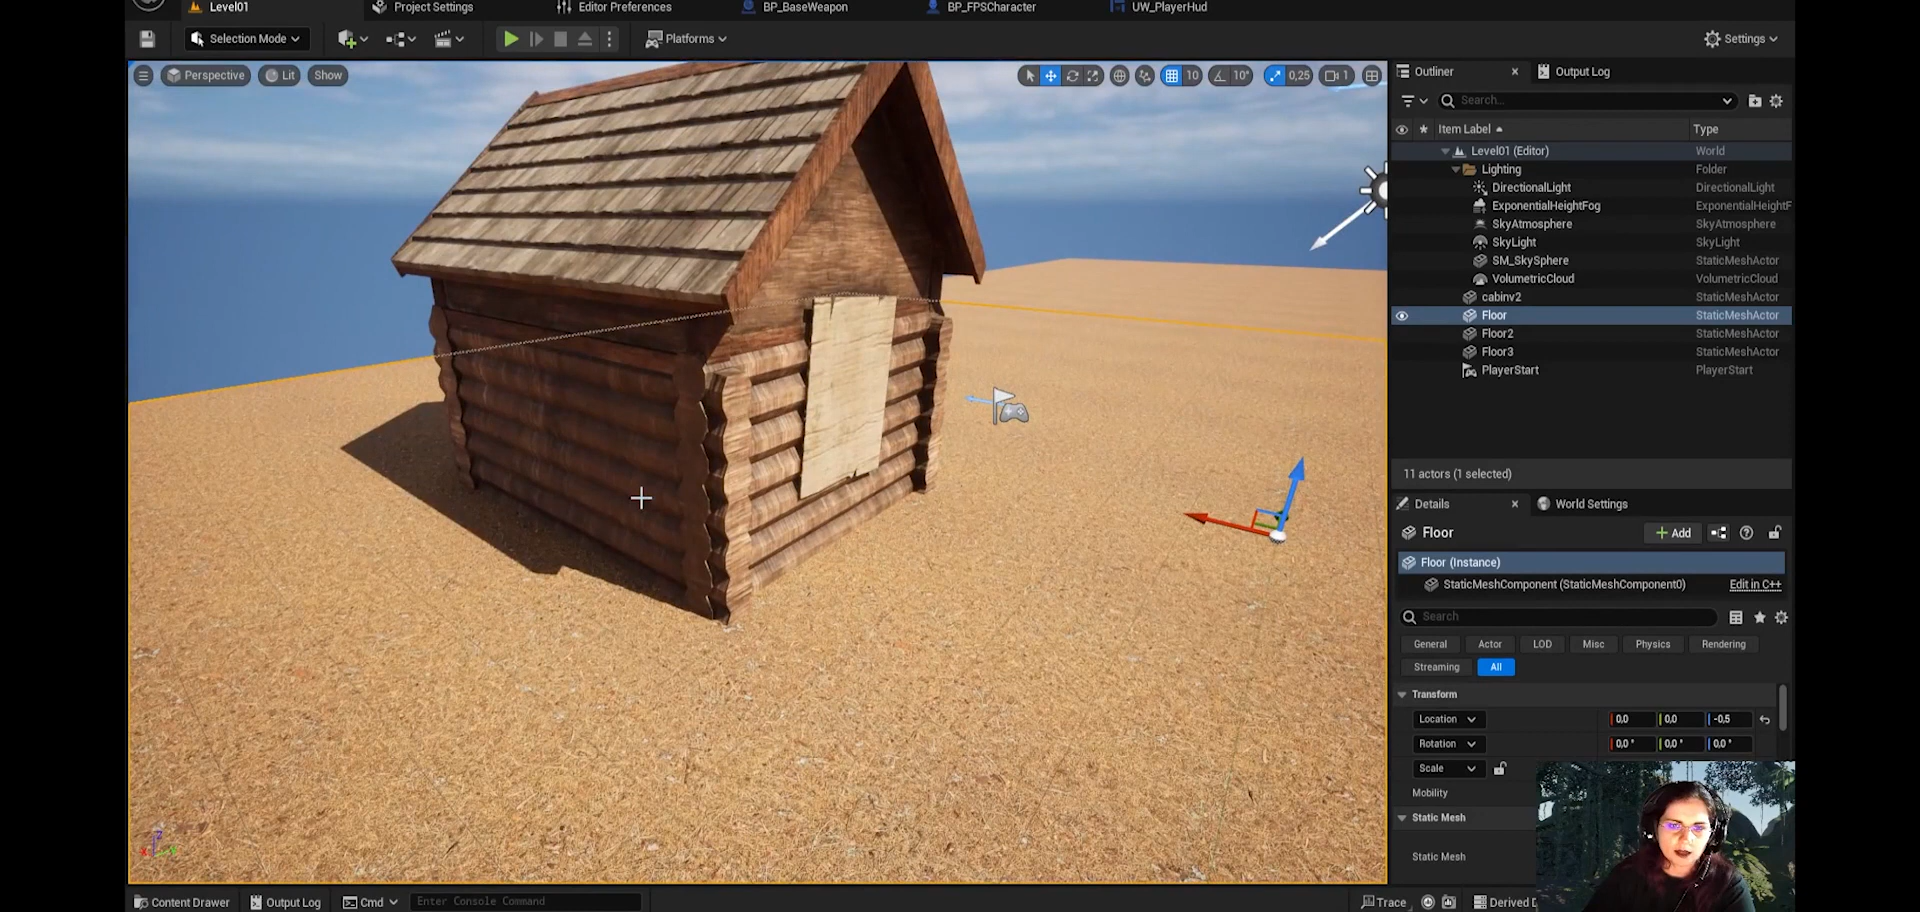 Level01
Project Settings
Editor Preferences
BP_BaseWeapon
BP_FPSCharacter
UW_PlayerHud
Selection Mode
Platforms
Settings
Perspective
Lit
Show
10
10°
0,25
1
Outliner
Output Log
Search...
Item Label
Type
Level01 (Editor)
World
Lighting
Folder
DirectionalLight
DirectionalLight
ExponentialHeightFog
ExponentialHeightF
SkyAtmosphere
SkyAtmosphere
SkyLight
SkyLight
SM_SkySphere
StaticMeshActor
VolumetricCloud
VolumetricCloud
cabinv2
StaticMeshActor
Floor
StaticMeshActor
Floor2
StaticMeshActor
Floor3
StaticMeshActor
PlayerStart
PlayerStart
11 actors (1 selected)
Details
World Settings
Floor
Add
Floor (Instance)
StaticMeshComponent (StaticMeshComponent0)
Edit in C++
Search
General
Actor
LOD
Misc
Physics
Rendering
Streaming
All
Transform
Location
0,0
0,0
-0,5
Rotation
0,0 °
0,0 °
0,0 °
Scale
Mobility
Static Mesh
Static Mesh
Z
X
Y
Content Drawer
Output Log
Cmd
Enter Console Command
Trace
Derived D